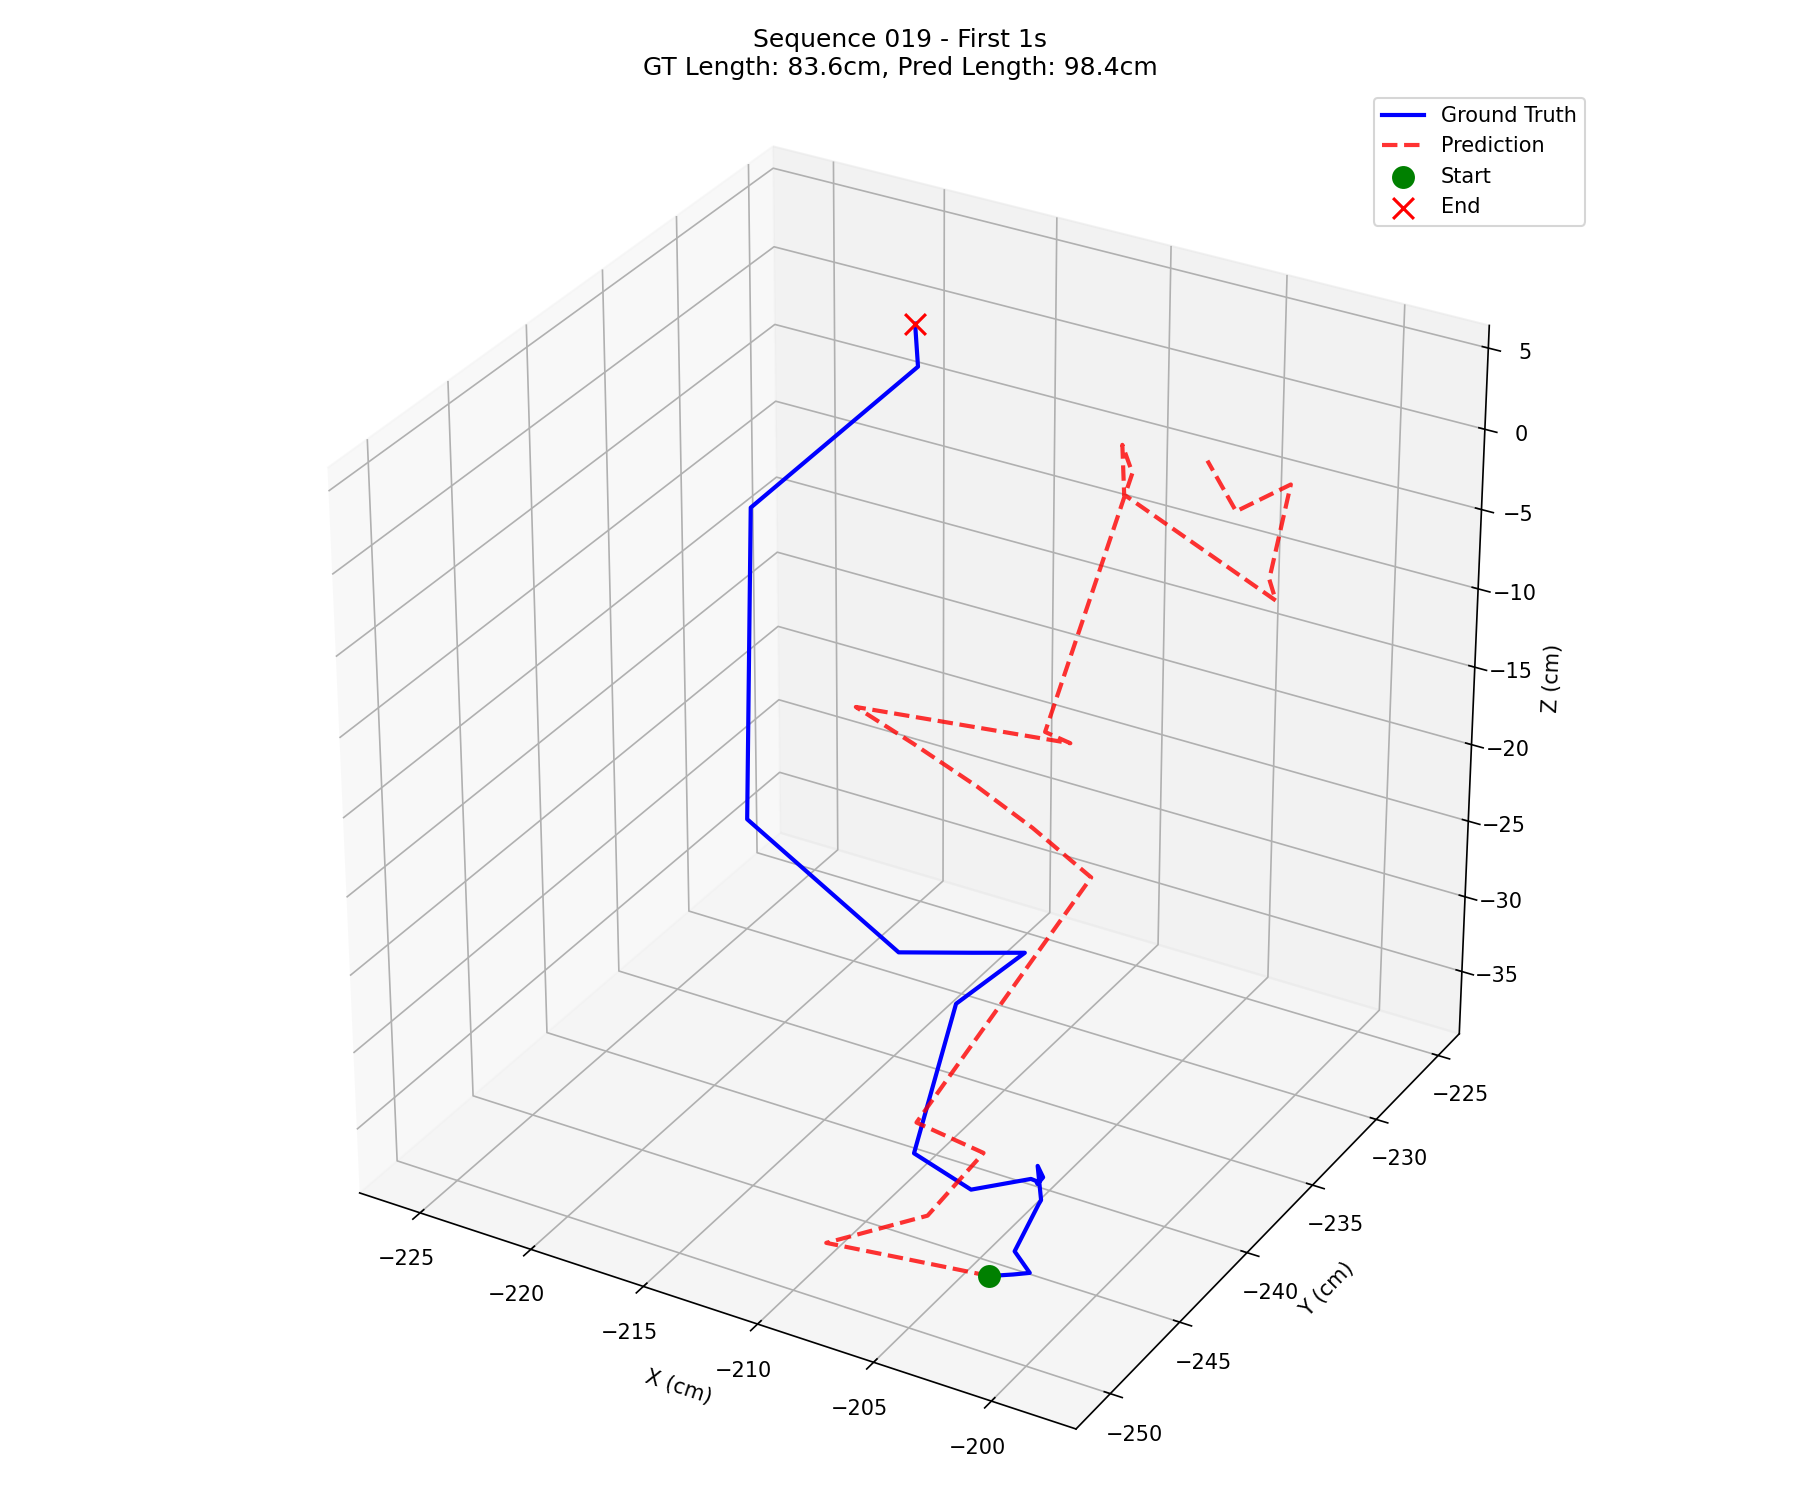 Sequence 019 - First 1s
GT Length: 83.6cm, Pred Length: 98.4cm
Ground Truth
Prediction
Start
End
5
0
−5
−10
−15
−20
−25
−30
−35
Z (cm)
−225
−230
−235
−240
−245
−250
Y (cm)
−225
−220
−215
−210
−205
−200
X (cm)